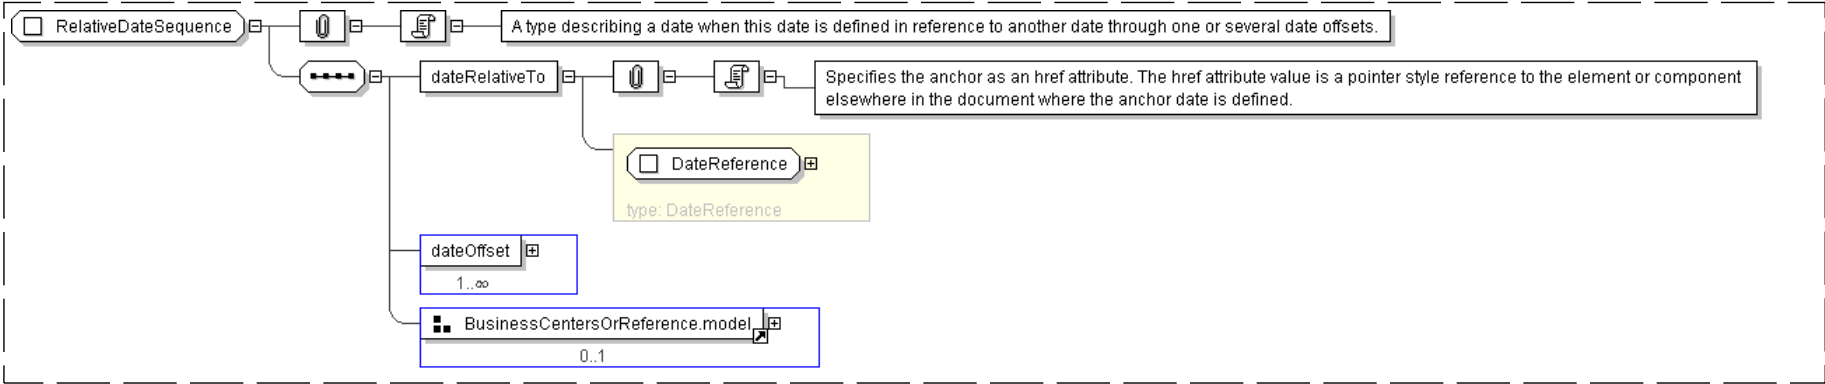 RelativeDateSequence
A type describing a date when this date is defined in reference to another date through one or several date offsets.
dateRelativeTo
Specifies the anchor as an href attribute. The href attribute value is a pointer style reference to the element or component
elsewhere in the document where the anchor date is defined.
DateReference
type: DateReference
dateOffset
1..∞
BusinessCentersOrReference.model
0..1